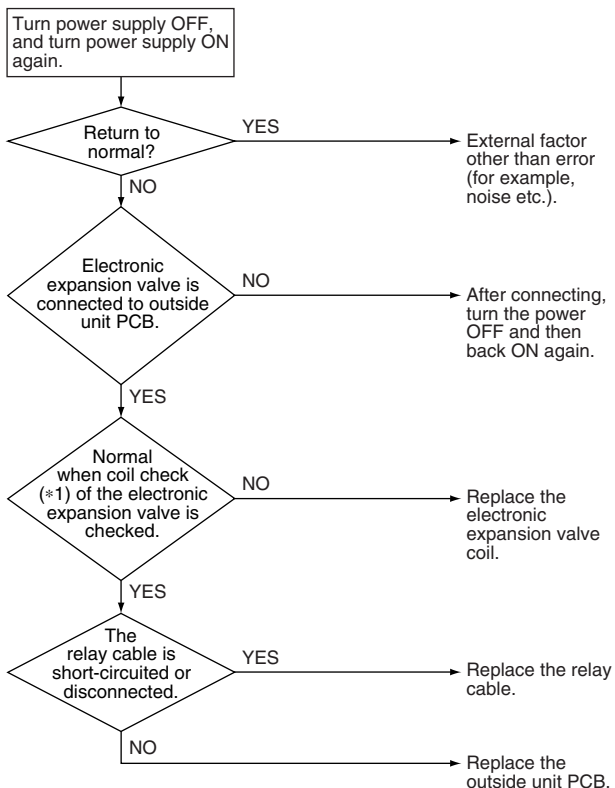 Turn power supply OFF,
and turn power supply ON
again.
Return to
normal?
YES
External factor
other than error
(for example,
noise etc.).
NO
Electronic
expansion valve is
connected to outside
unit PCB.
NO
After connecting,
turn the power
OFF and then
back ON again.
YES
Normal
when coil check
(*1) of the electronic
expansion valve is
checked.
NO
Replace the
electronic
expansion valve
coil.
YES
The
relay cable is
short-circuited or
disconnected.
YES
Replace the relay
cable.
NO
Replace the
outside unit PCB.